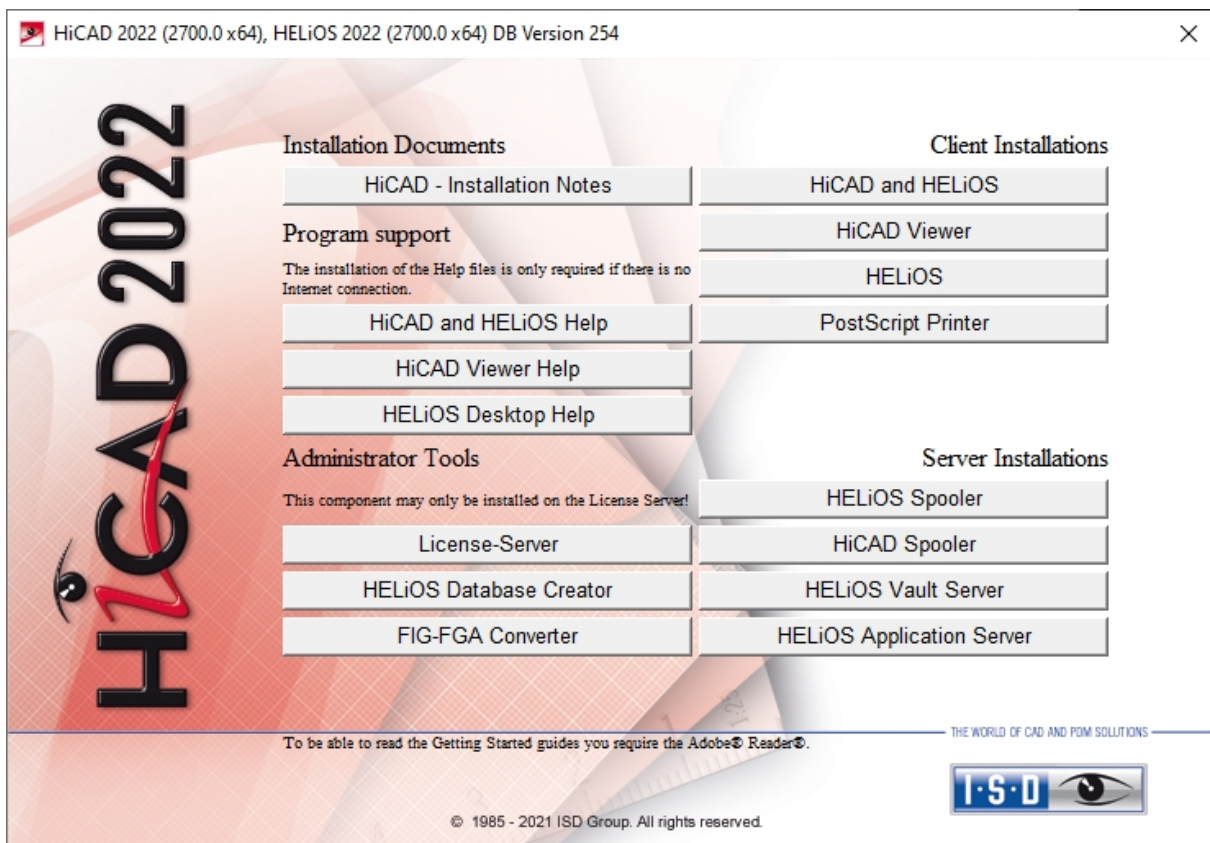 HiCAD 2022 (2700.0 x64), HELiOS 2022 (2700.0 x64) DB Version 254
HiCAD 2022
Installation Documents
HiCAD - Installation Notes
Program support
The installation of the Help files is only required if there is no
Internet connection.
HiCAD and HELiOS Help
HiCAD Viewer Help
HELiOS Desktop Help
Administrator Tools
This component may only be installed on the License Server!
License-Server
HELiOS Database Creator
FIG-FGA Converter
Client Installations
HiCAD and HELiOS
HiCAD Viewer
HELiOS
PostScript Printer
Server Installations
HELiOS Spooler
HiCAD Spooler
HELiOS Vault Server
HELiOS Application Server
1:25
To be able to read the Getting Started guides you require the Adobe® Reader®.
THE WORLD OF CAD AND PDM SOLUTIONS
I·S·D
© 1985 - 2021 ISD Group. All rights reserved.